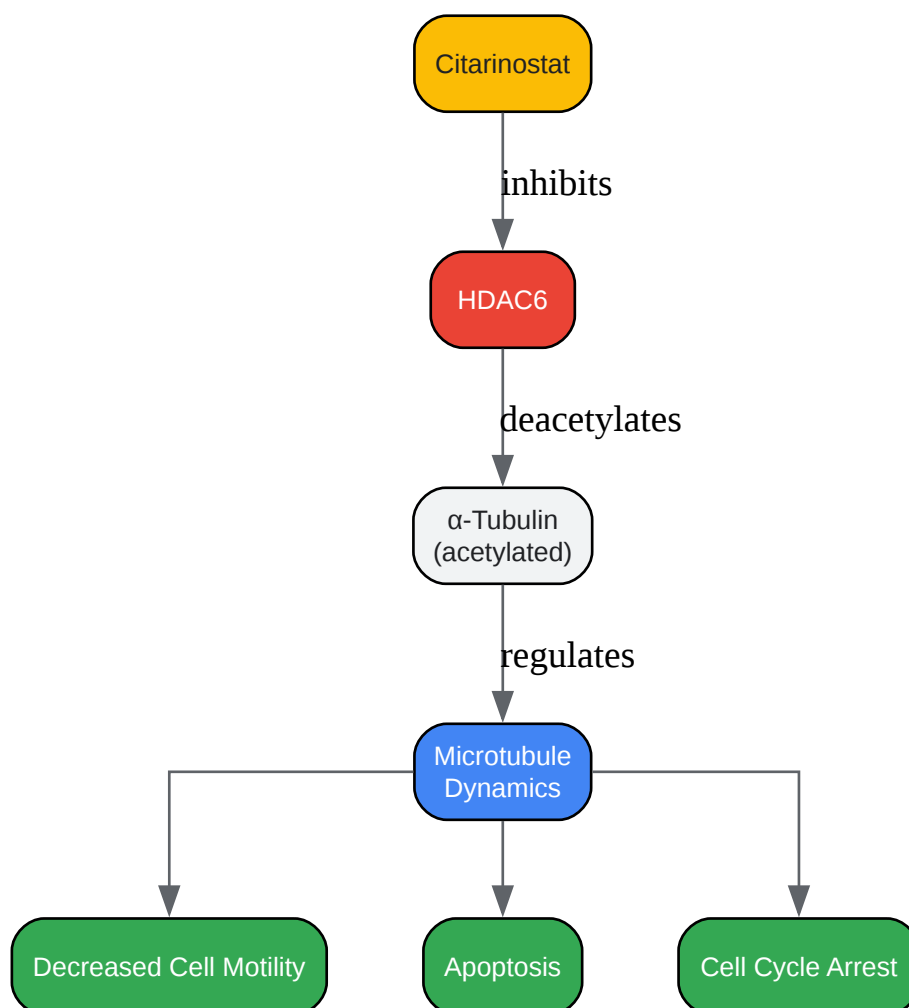 Citarinostat
inhibits
HDAC6
deacetylates
α-Tubulin
(acetylated)
regulates
Microtubule
Dynamics
Decreased Cell Motility
Apoptosis
Cell Cycle Arrest